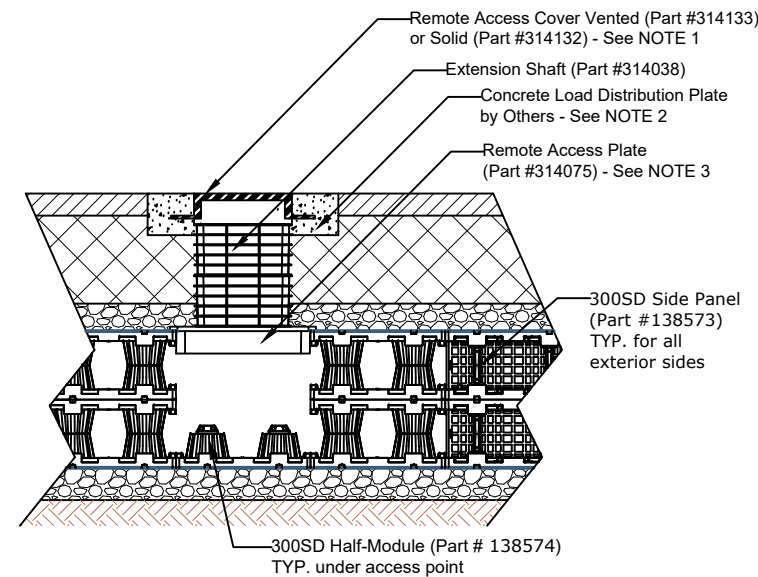 Remote Access Cover Vented (Part #314133)
or Solid (Part #314132) - See NOTE 1
Extension Shaft (Part #314038)
Concrete Load Distribution Plate
by Others - See NOTE 2
Remote Access Plate
(Part #314075) - See NOTE 3
300SD Side Panel
(Part #138573)
TYP. for all
exterior sides
300SD Half-Module (Part # 138574)
TYP. under access point